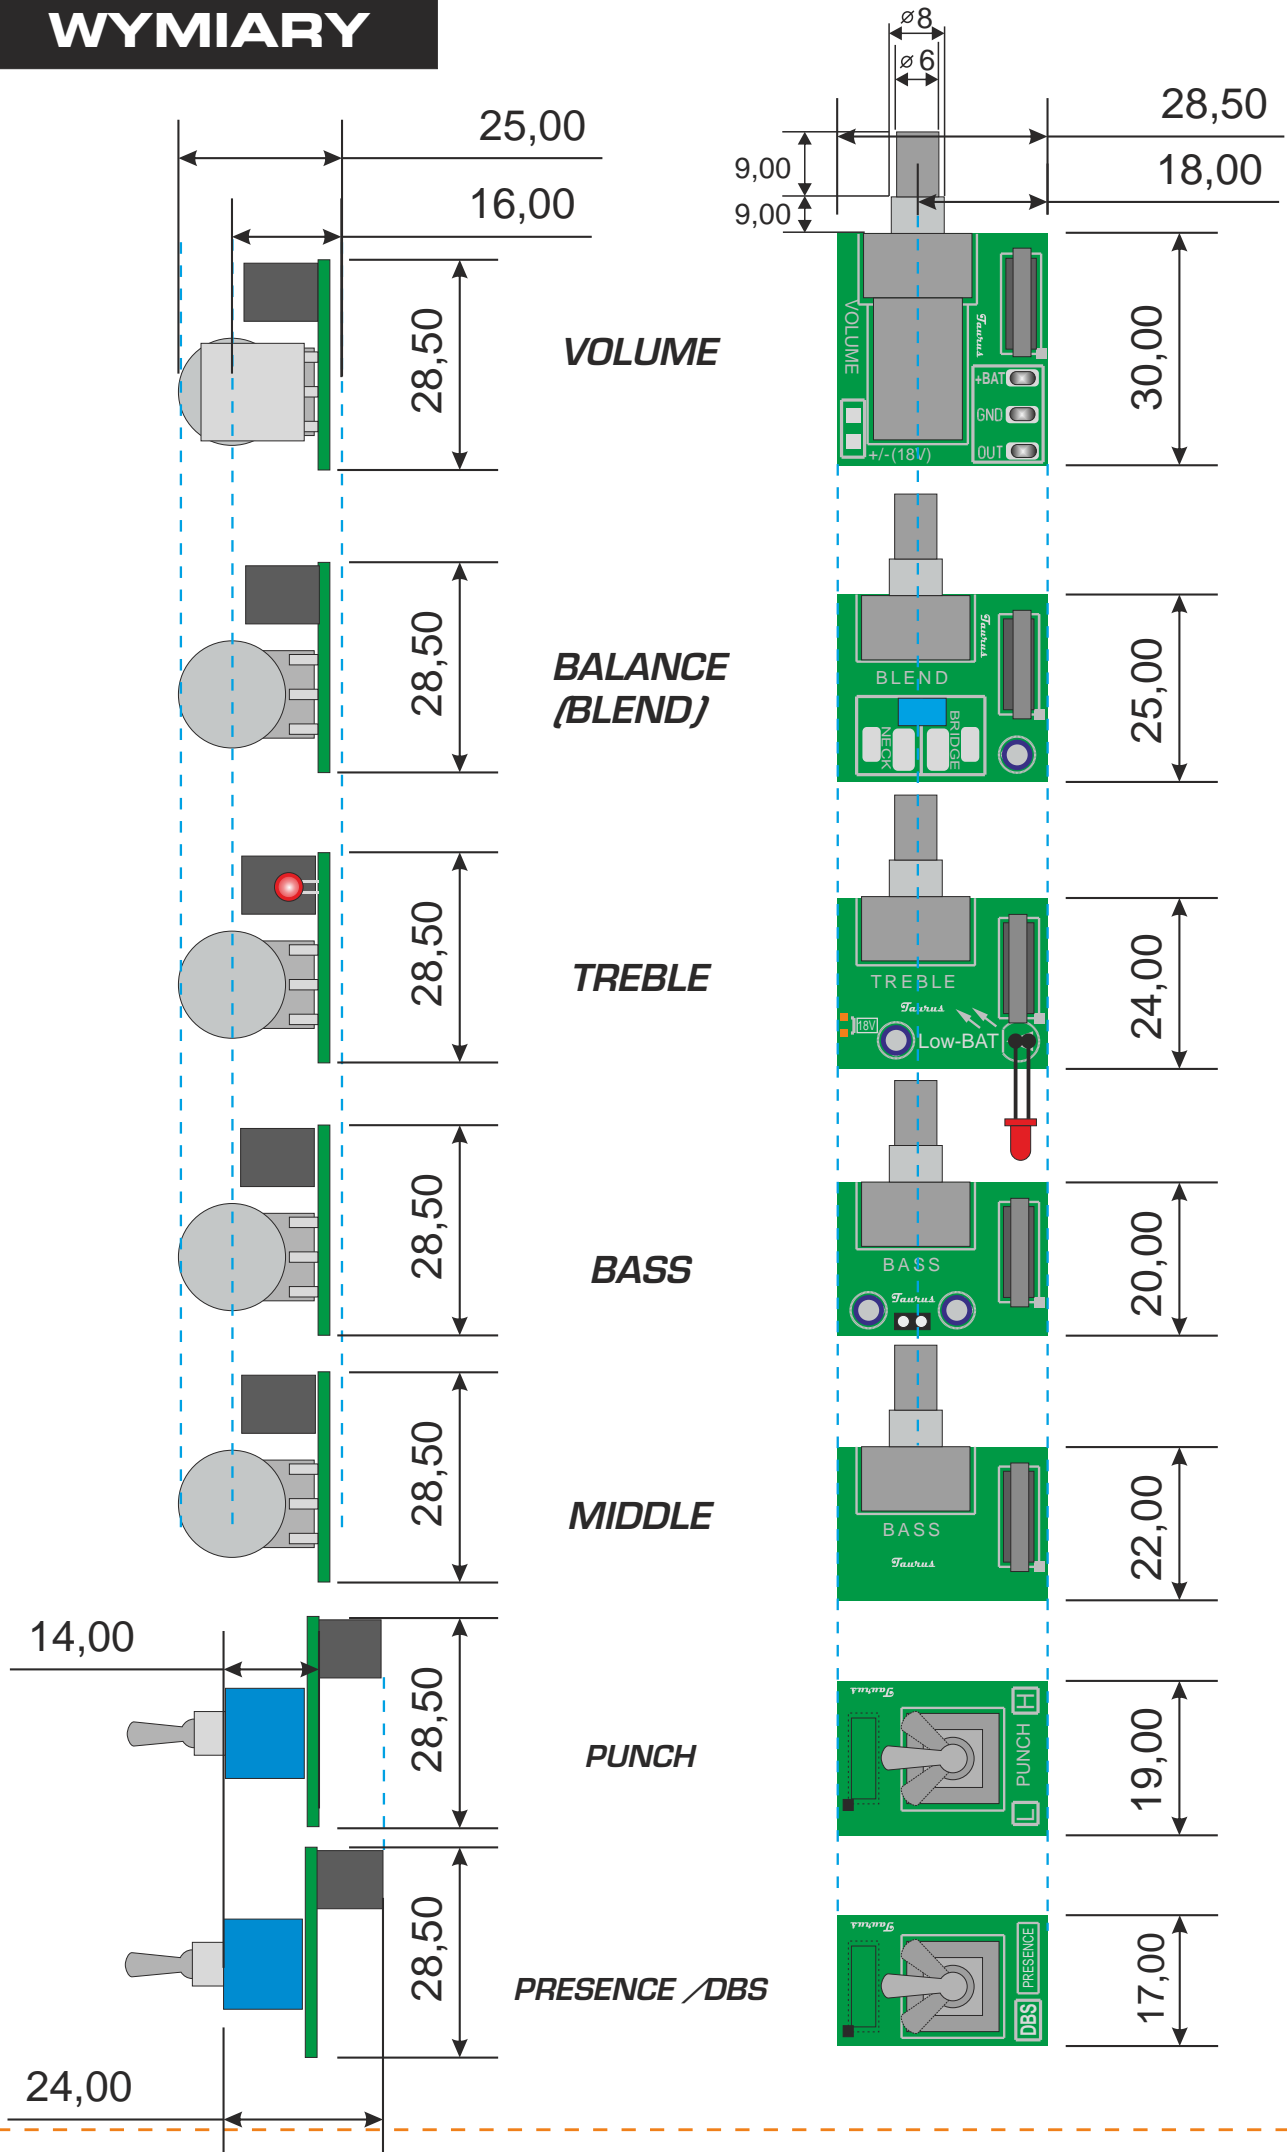 WYMIARY
ø8
ø6
25,00
28,50
16,00
9,00
18,00
9,00
28,50
VOLUME
VOLUME
Taurus
+BAT
GND
OUT
+/-(18V)
30,00
28,50
BALANCE
(BLEND)
Taurus
BLEND
NECK
BRIDGE
25,00
28,50
TREBLE
TREBLE
Taurus
18V
Low-BAT
24,00
28,50
BASS
BASS
Taurus
20,00
28,50
MIDDLE
BASS
Taurus
22,00
14,00
28,50
PUNCH
Taurus
H
PUNCH
L
19,00
28,50
PRESENCE /DBS
Taurus
PRESENCE
DBS
17,00
24,00